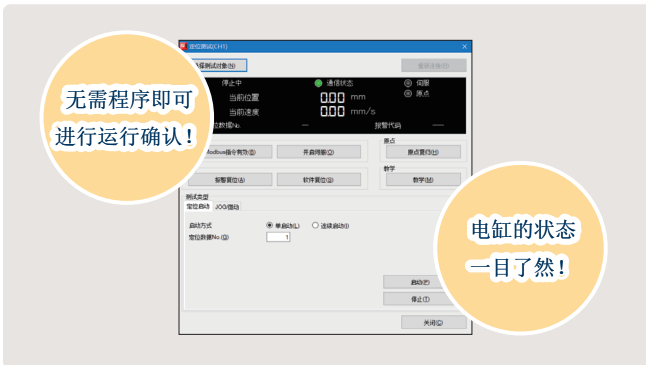 定位测试(CH1)
择测试对象(N)
停止中
通信状态
伺服
当前位置
0.00 mm
原点
当前速度
0.00 mm/s
位数据No.
—
报警代码
----
无需程序即可
进行运行确认!
Modbus指令有效(B)
开启伺服(O)
原点
原点复归(H)
报警复位(A)
软件复位(G)
教学
教学(M)
测试类型
定位启动
JOG/微动
启动方式
单启动(L)
连续启动(I)
定位数据No.(D)
1
启动(P)
停止(T)
关闭(C)
电缸的状态
一目了然!